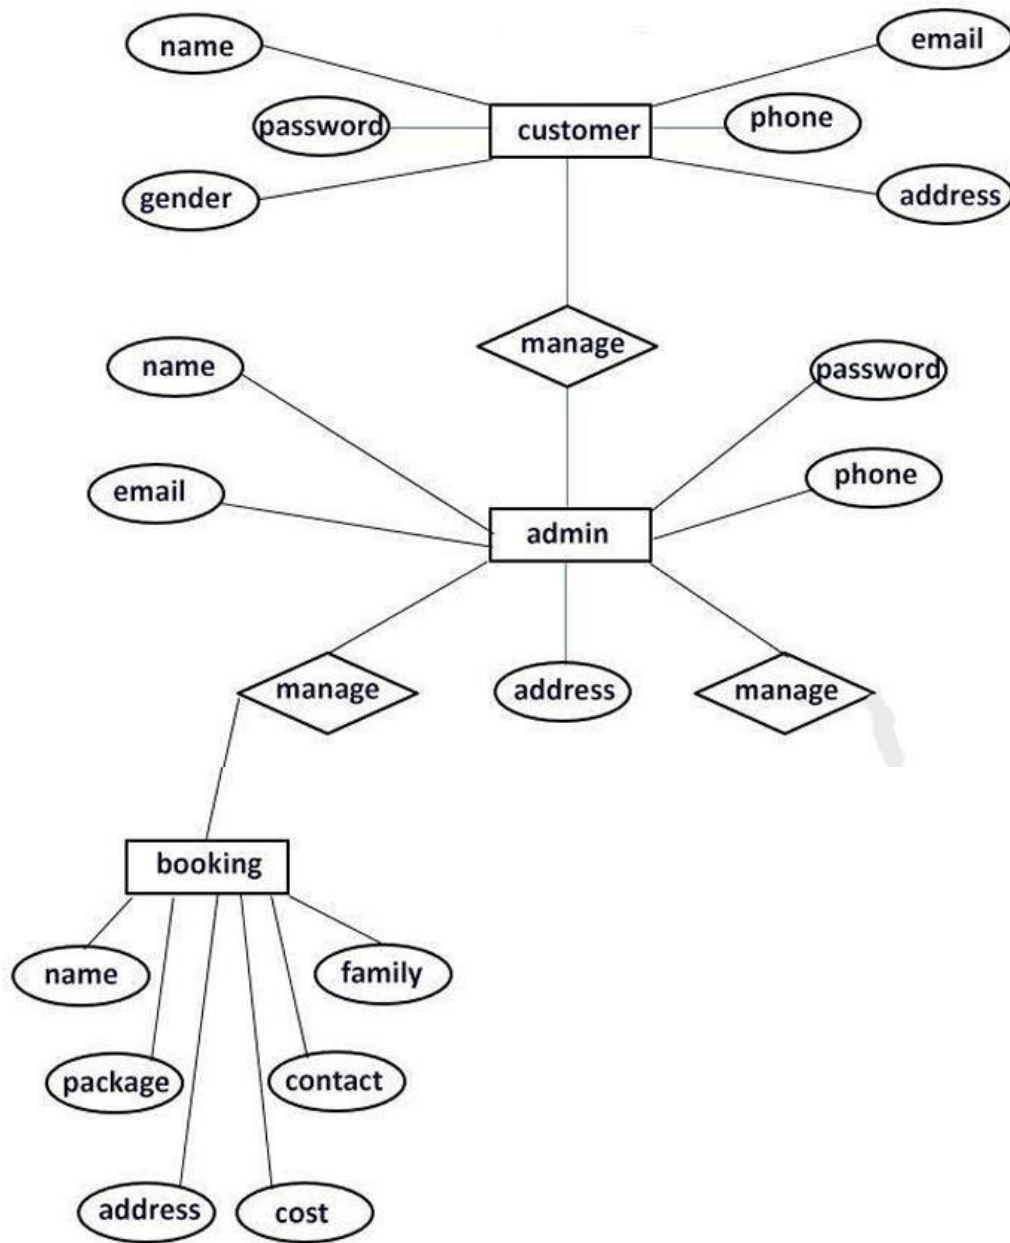 name
email
password
customer
phone
gender
address
manage
name
password
email
phone
admin
manage
address
manage
booking
name
family
package
contact
address
cost